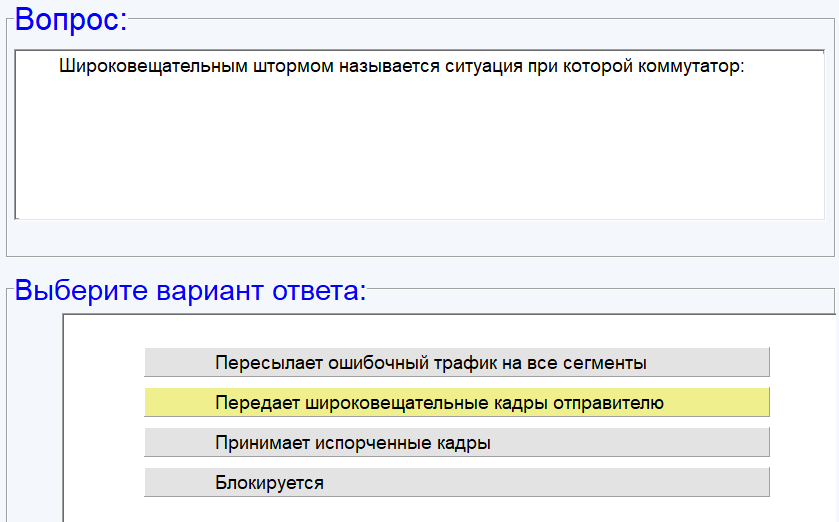 Вопрос:
Широковещательным штормом называется ситуация при которой коммутатор:
Выберите вариант ответа:
Пересылает ошибочный трафик на все сегменты
Передает широковещательные кадры отправителю
Принимает испорченные кадры
Блокируется